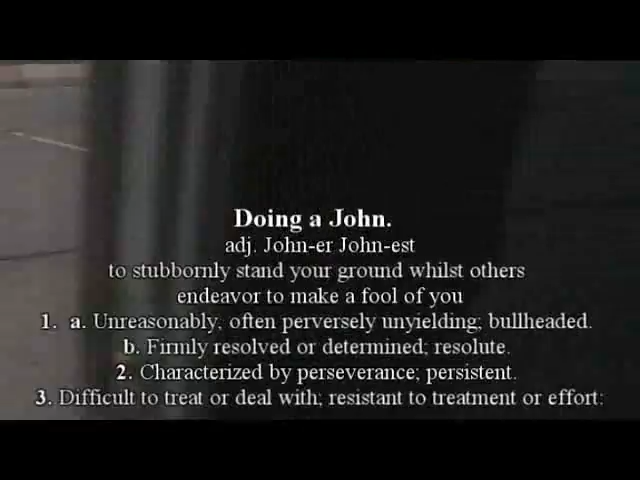 Doing a John.
adj. John-er John-est
to stubbornly stand your ground whilst others
endeavor to make a fool of you
1. a. Unreasonably, often perversely unyielding; bullheaded.
b. Firmly resolved or determined; resolute.
2. Characterized by perseverance; persistent.
3. Difficult to treat or deal with; resistant to treatment or effort: